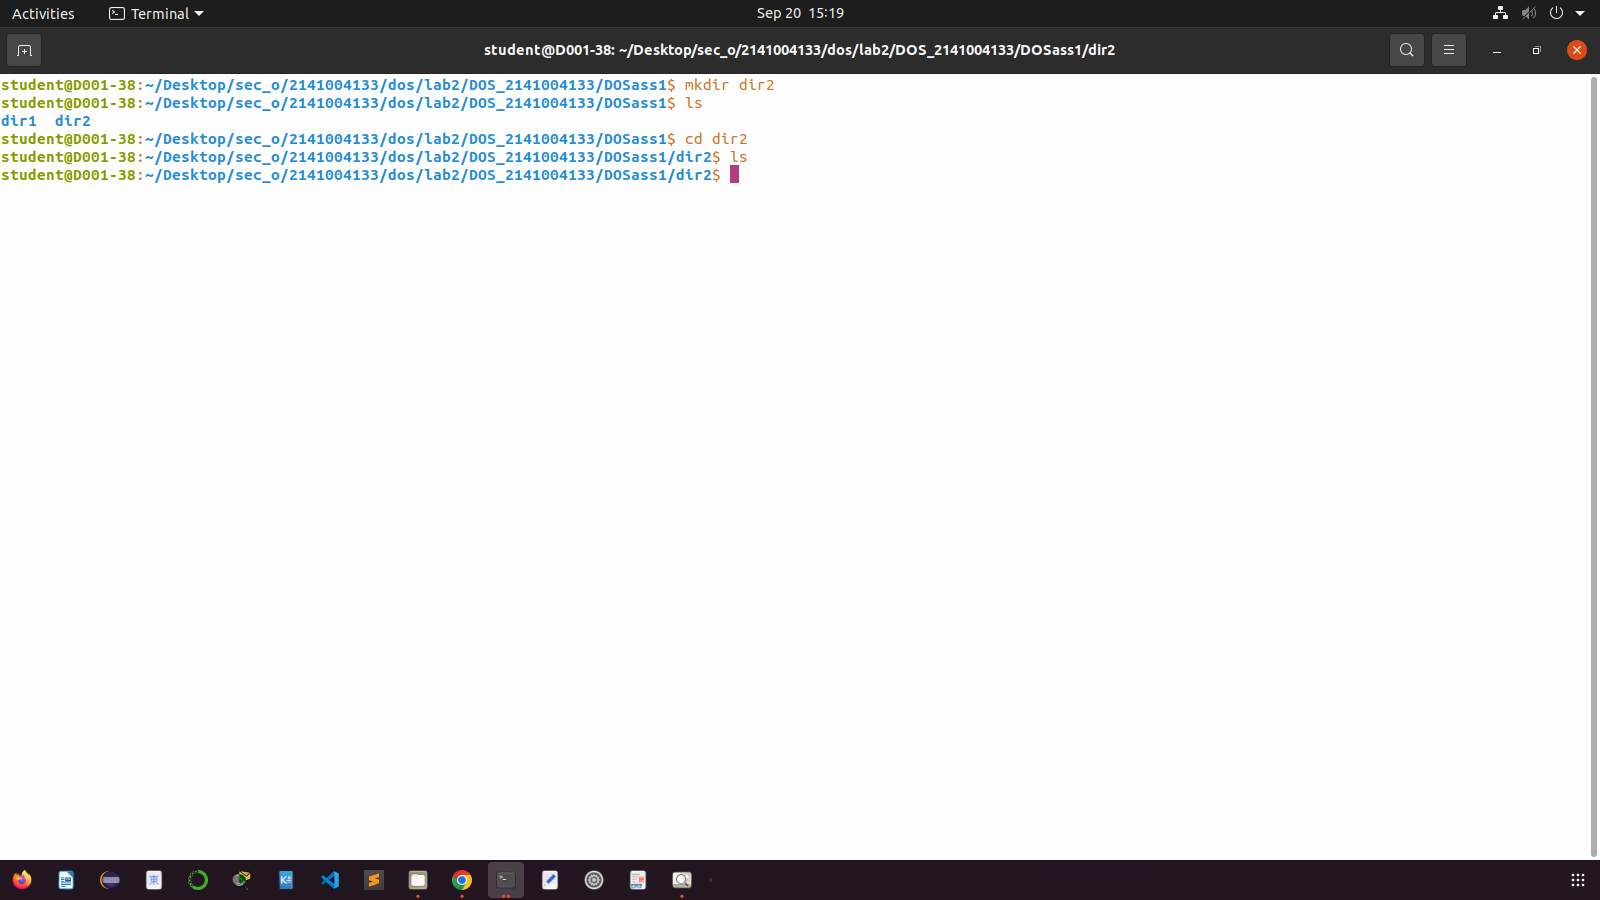 Activities Terminal Sep 20 15:19
student@D001-38: ~/Desktop/sec_o/2141004133/dos/lab2/DOS_2141004133/DOSass1/dir2
student@D001-38:~/Desktop/sec_o/2141004133/dos/lab2/DOS_2141004133/DOSass1$ mkdir dir2
student@D001-38:~/Desktop/sec_o/2141004133/dos/lab2/DOS_2141004133/DOSass1$ ls
dir1  dir2
student@D001-38:~/Desktop/sec_o/2141004133/dos/lab2/DOS_2141004133/DOSass1$ cd dir2
student@D001-38:~/Desktop/sec_o/2141004133/dos/lab2/DOS_2141004133/DOSass1/dir2$ ls
student@D001-38:~/Desktop/sec_o/2141004133/dos/lab2/DOS_2141004133/DOSass1/dir2$